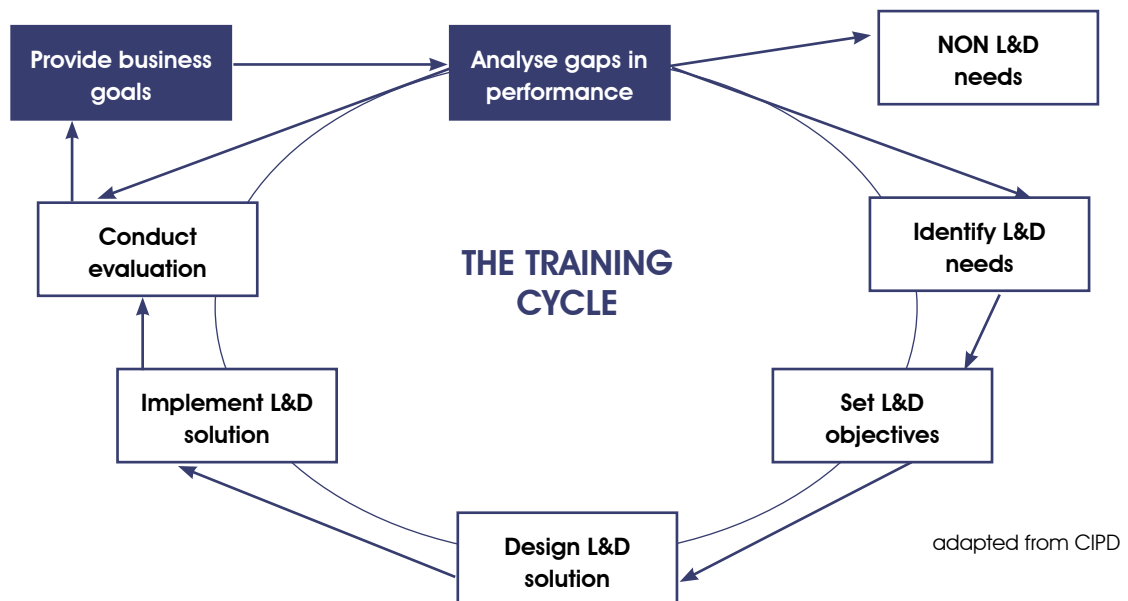 Provide business
goals
Analyse gaps in
performance
NON L&D
needs
Conduct
evaluation
THE TRAINING
CYCLE
Identify L&D
needs
Implement L&D
solution
Set L&D
objectives
Design L&D
solution
adapted from CIPD